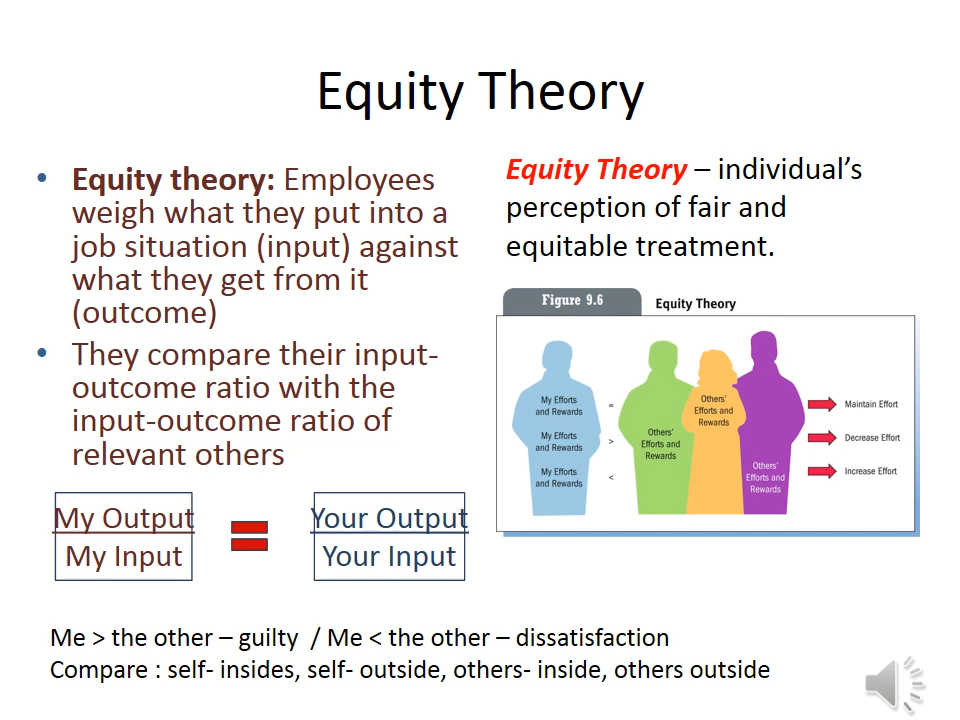 Equity Theory
• Equity theory: Employees
weigh what they put into a
job situation (input) against
what they get from it
(outcome)
• They compare their input-
outcome ratio with the
input-outcome ratio of
relevant others
My Output
My Input
=
Your Output
Your Input
Equity Theory – individual’s
perception of fair and
equitable treatment.
Figure 9.6 Equity Theory
My Efforts
and Rewards
My Efforts
and Rewards
My Efforts
and Rewards
=
>
<
Others’
Efforts and
Rewards
Others’
Efforts and
Rewards
Others’
Efforts and
Rewards
Maintain Effort
Decrease Effort
Increase Effort
Me > the other – guilty / Me < the other – dissatisfaction
Compare : self- insides, self- outside, others- inside, others outside